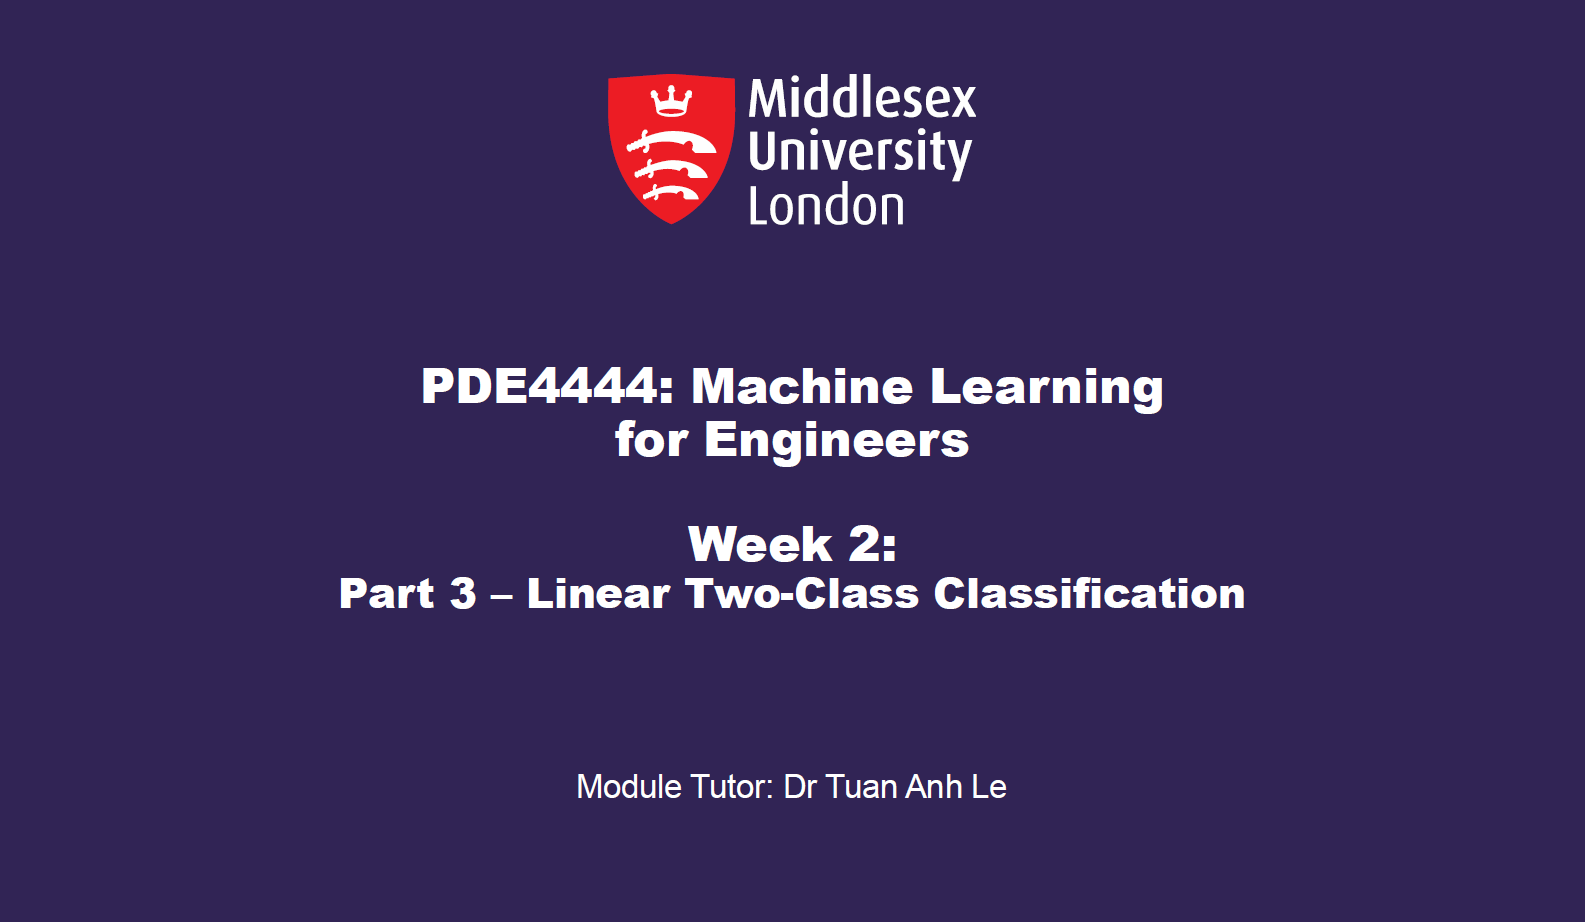 Middlesex
University
London
PDE4444: Machine Learning
for Engineers
Week 2:
Part 3 – Linear Two-Class Classification
Module Tutor: Dr Tuan Anh Le